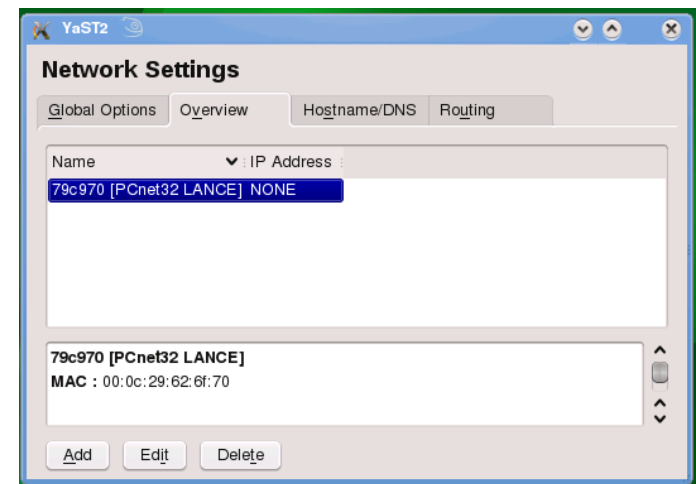 YaST2
Network Settings
Global Options Overview Hostname/DNS Routing
Name IP Address
79c970 [PCnet32 LANCE] NONE
79c970 [PCnet32 LANCE]
MAC : 00:0c:29:62:6f:70
Add Edit Delete